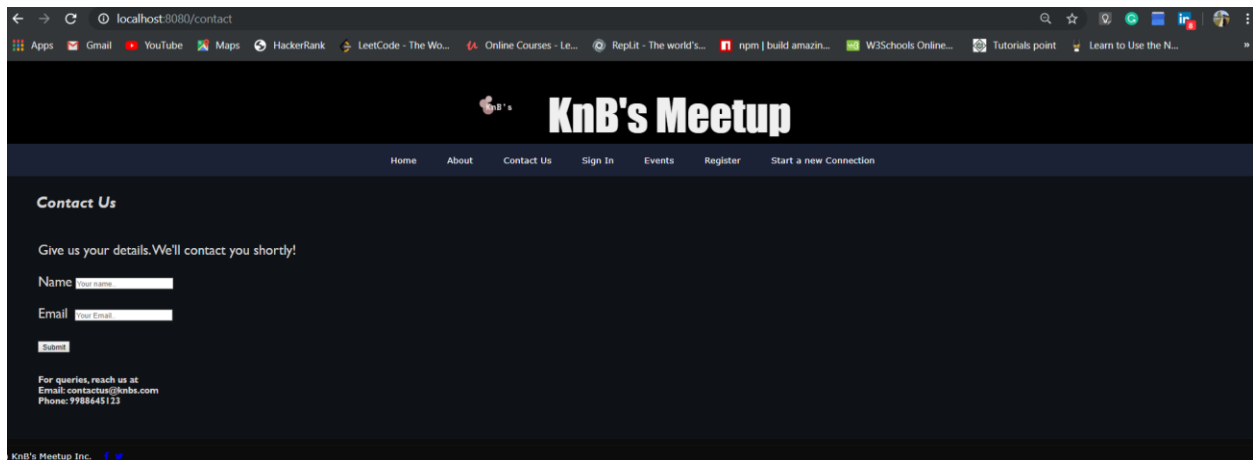 localhost:8080/contact
Apps Gmail YouTube Maps HackerRank LeetCode - The Wo... Online Courses - Le... Repl.it - The world's... npm | build amazin... W3Schools Online... Tutorials point Learn to Use the N... »
KnB's KnB's Meetup
Home About Contact Us Sign In Events Register Start a new Connection
Contact Us
Give us your details. We'll contact you shortly!
Name Your name..
Email Your Email..
Submit
For queries, reach us at
Email: contactus@knbs.com
Phone: 9988645123
KnB's Meetup Inc.